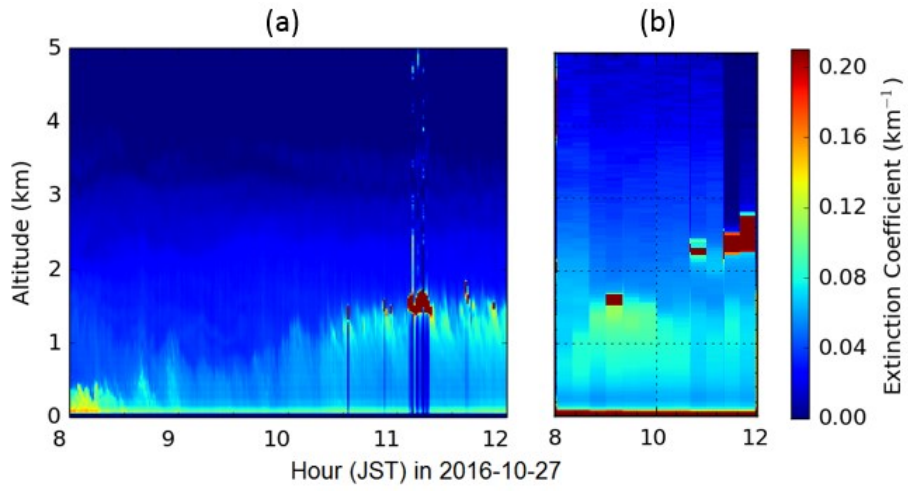 (a) (b)
5
4
3
2
1
0
Altitude (km)
8 9 10 11 12
8 10 12
Hour (JST) in 2016-10-27
0.20
0.16
0.12
0.08
0.04
0.00
Extinction Coefficient (km⁻¹)